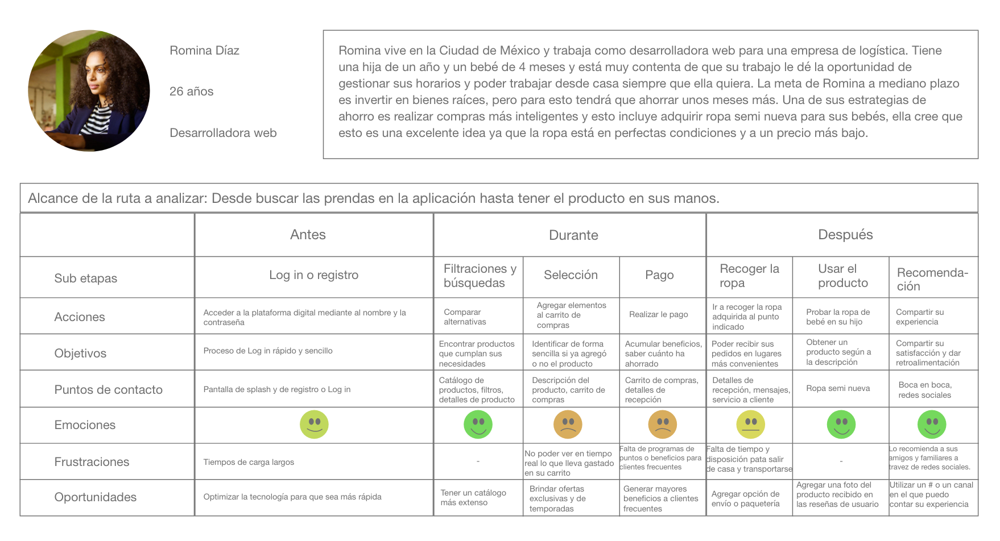 Romina Díaz
26 años
Desarrolladora web
Romina vive en la Ciudad de México y trabaja como desarrolladora web para una empresa de logística. Tiene
una hija de un año y un bebé de 4 meses y está muy contenta de que su trabajo le dé la oportunidad de
gestionar sus horarios y poder trabajar desde casa siempre que ella quiera. La meta de Romina a mediano plazo
es invertir en bienes raíces, pero para esto tendrá que ahorrar unos meses más. Una de sus estrategias de
ahorro es realizar compras más inteligentes y esto incluye adquirir ropa semi nueva para sus bebés, ella cree que
esto es una excelente idea ya que la ropa está en perfectas condiciones y a un precio más bajo.
Alcance de la ruta a analizar: Desde buscar las prendas en la aplicación hasta tener el producto en sus manos.
Antes
Durante
Después
Sub etapas
Log in o registro
Filtraciones y
búsquedas
Selección
Pago
Recoger la
ropa
Usar el
producto
Recomenda-
ción
Acciones
Acceder a la plataforma digital mediante al nombre y la
contraseña
Comparar
alternativas
Agregar elementos
al carrito de
compras
Realizar le pago
Ir a recoger la ropa
adquirida al punto
indicado
Probar la ropa de
bebé en su hijo
Compartir su
experiencia
Objetivos
Proceso de Log in rápido y sencillo
Encontrar productos
que cumplan sus
necesidades
Identificar de forma
sencilla si ya agregó
o no el producto
Acumular beneficios,
saber cuánto ha
ahorrado
Poder recibir sus
pedidos en lugares
más convenientes
Obtener un
producto según a
la descripción
Compartir su
satisfacción y dar
retroalimentación
Puntos de contacto
Pantalla de splash y de registro o Log in
Catálogo de
productos, filtros,
detalles de producto
Descripción del
producto, carrito de
compras
Carrito de compras,
detalles de
recepción
Detalles de
recepción, mensajes,
servicio a cliente
Ropa semi nueva
Boca en boca,
redes sociales
Emociones
Frustraciones
Tiempos de carga largos
-
No poder ver en tiempo
real lo que lleva gastado
en su carrito
Falta de programas de
puntos o beneficios para
clientes frecuentes
Falta de tiempo y
disposición pata salir
de casa y transportarse
-
Lo recomienda a sus
amigos y familiares a
travez de redes sociales.
Oportunidades
Optimizar la tecnología para que sea más rápida
Tener un catálogo
más extenso
Brindar ofertas
exclusivas y de
temporadas
Generar mayores
beneficios a clientes
frecuentes
Agregar opción de
envío o paquetería
Agregar una foto del
producto recibido en
las reseñas de usuario
Utilizar un # o un canal
en el que puedo
contar su experiencia